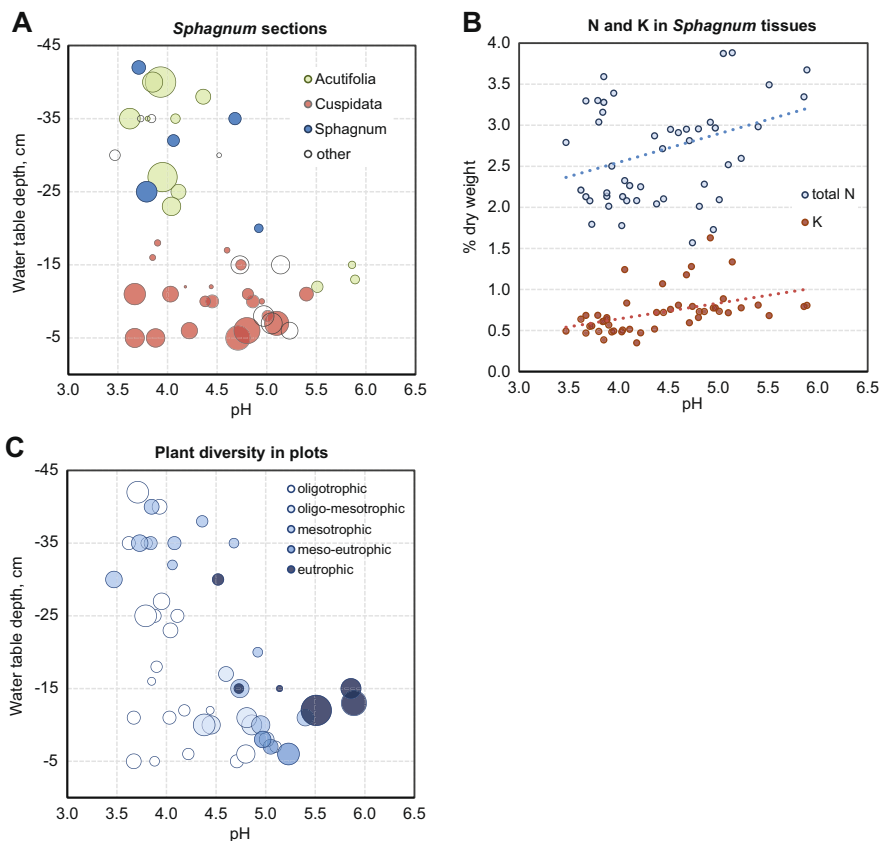 A
Sphagnum sections
-45
-35
-25
-15
-5
Water table depth, cm
Acutifolia
Cuspidata
Sphagnum
other
3.0 3.5 4.0 4.5 5.0 5.5 6.0 6.5
pH
B
N and K in Sphagnum tissues
4.0
3.5
3.0
2.5
2.0
1.5
1.0
0.5
0.0
% dry weight
total N
K
3.0 3.5 4.0 4.5 5.0 5.5 6.0 6.5
pH
C
Plant diversity in plots
-45
-35
-25
-15
-5
Water table depth, cm
oligotrophic
oligo-mesotrophic
mesotrophic
meso-eutrophic
eutrophic
3.0 3.5 4.0 4.5 5.0 5.5 6.0 6.5
pH